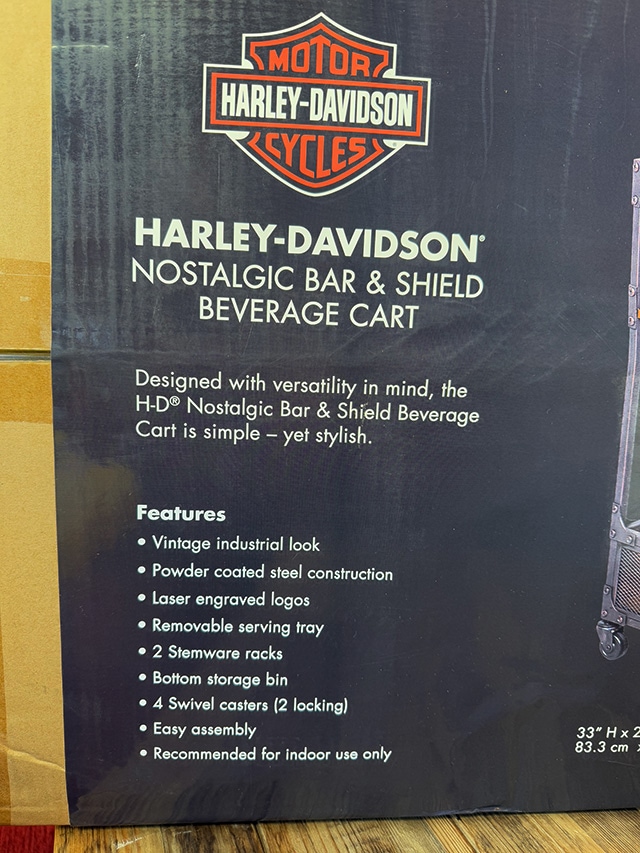 MOTOR
HARLEY-DAVIDSON
CYCLES
®
HARLEY-DAVIDSON®
NOSTALGIC BAR & SHIELD
BEVERAGE CART
Designed with versatility in mind, the
H-D® Nostalgic Bar & Shield Beverage
Cart is simple – yet stylish.
Features
• Vintage industrial look
• Powder coated steel construction
• Laser engraved logos
• Removable serving tray
• 2 Stemware racks
• Bottom storage bin
• 4 Swivel casters (2 locking)
• Easy assembly
• Recommended for indoor use only
33" H x 2
83.3 cm